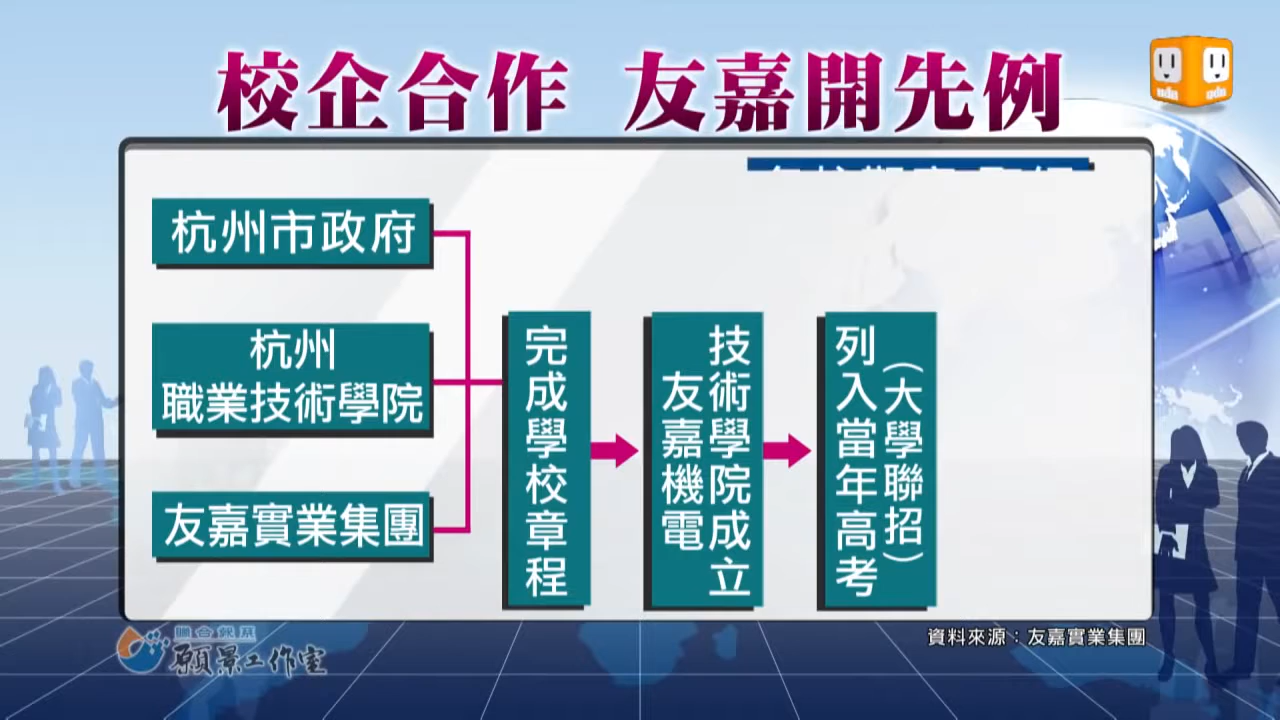 校企合作 友嘉開先例
杭州市政府
杭州
職業技術學院
友嘉實業集團
完成學校章程
友嘉機電
技術學院成立
列入當年高考
(大學聯招)
資料來源：友嘉實業集團
聯合報系
願景工作室
udn
udn